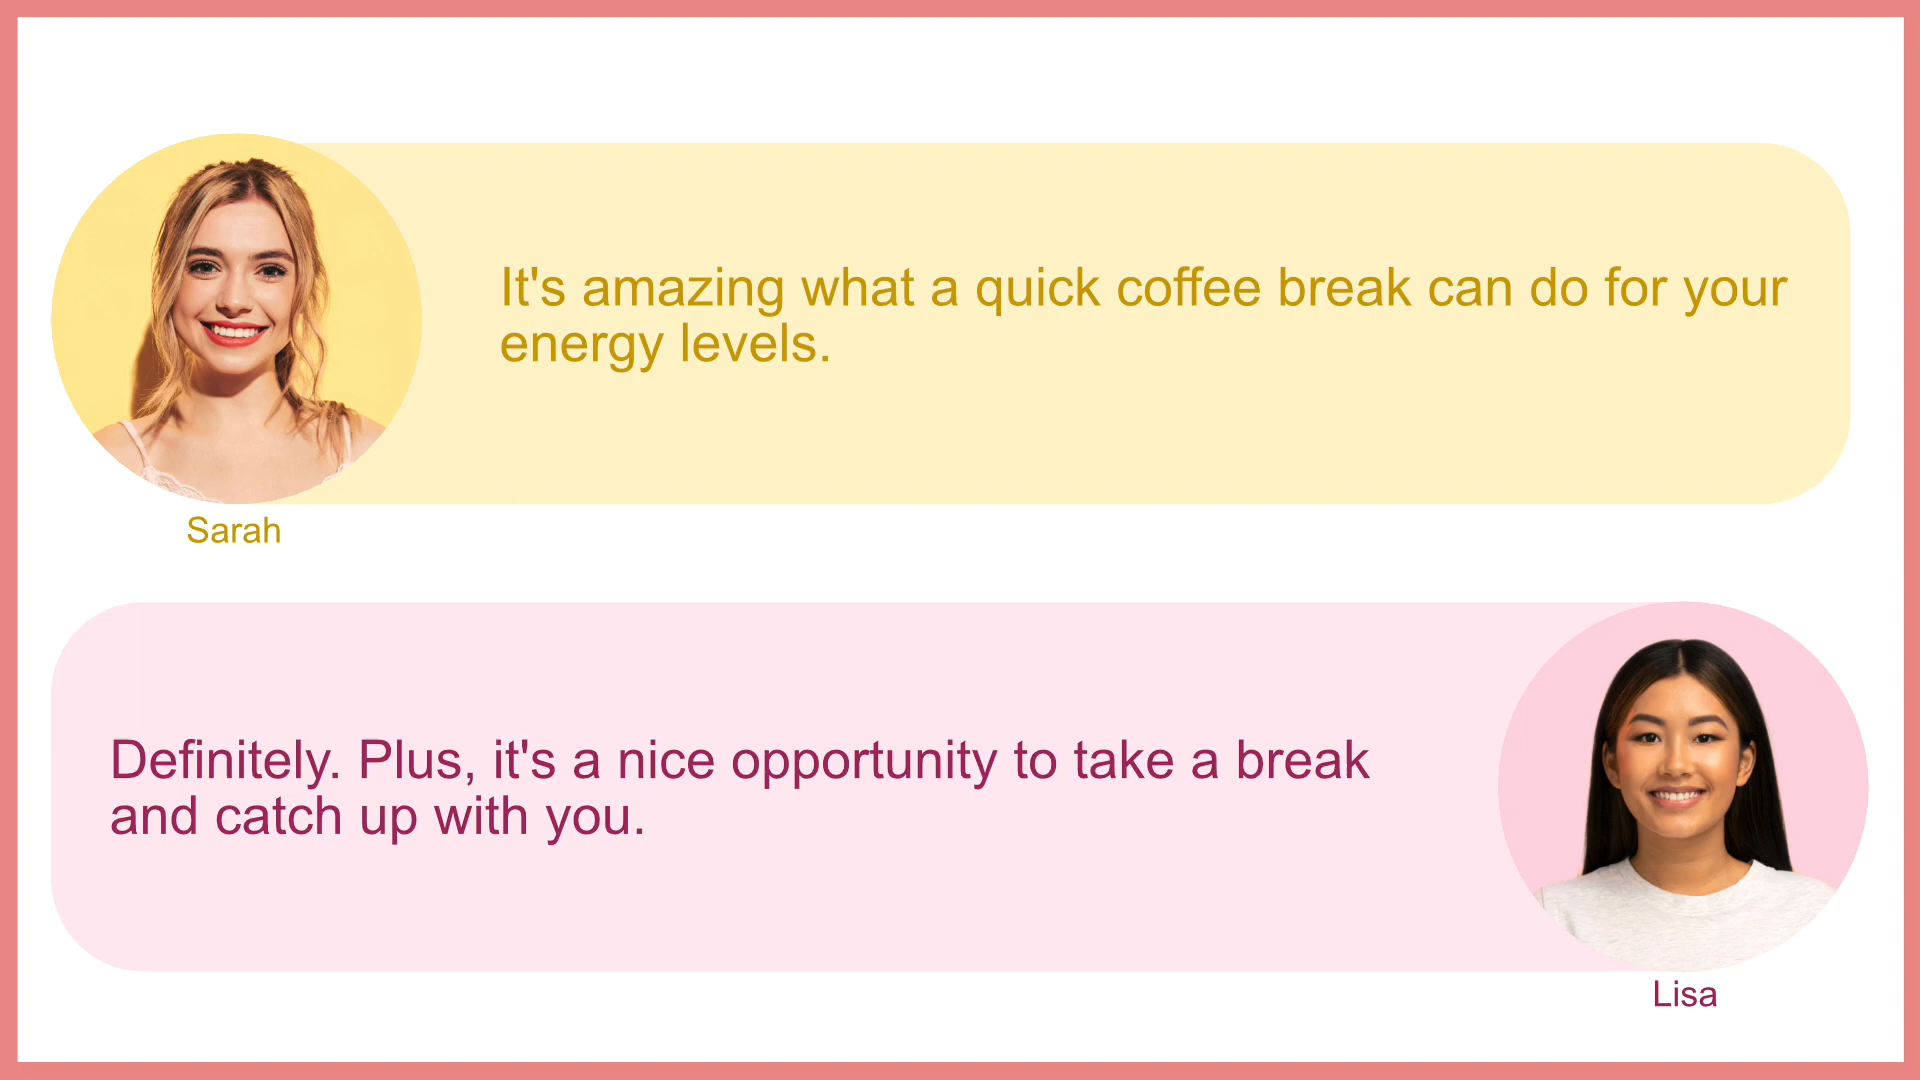 It's amazing what a quick coffee break can do for your
energy levels.
Sarah
Definitely. Plus, it's a nice opportunity to take a break
and catch up with you.
Lisa